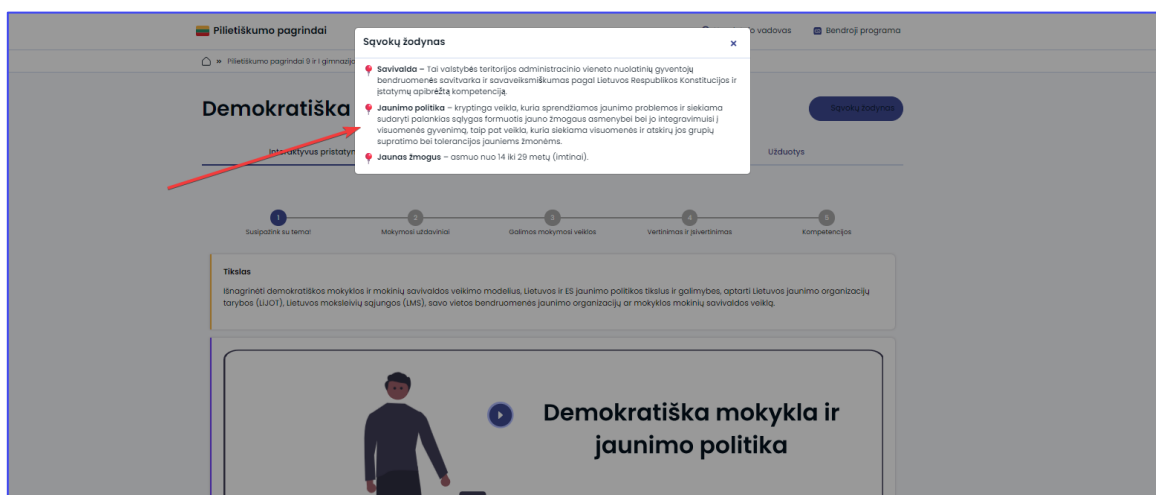 Pilietiškumo pagrindai
vadovas
Bendroji programa
» Pilietiškumo pagrindai 9 ir I gimnazijo
Demokratiška
Sąvokų žodynas
Interaktyvus pristatym
Užduotys
Sąvokų žodynas
×
Savivalda – Tai valstybės teritorijos administracinio vieneto nuolatinių gyventojų
bendruomenės savitvarka ir savaveiksmiškumas pagal Lietuvos Respublikos Konstitucijos ir
įstatymų apibrėžtą kompetenciją.
Jaunimo politika – kryptinga veikla, kuria sprendžiamos jaunimo problemos ir siekiama
sudaryti palankias sąlygas formuotis jauno žmogaus asmenybei bei jo integravimuisi į
visuomenės gyvenimą, taip pat veikla, kuria siekiama visuomenės ir atskirų jos grupių
supratimo bei tolerancijos jauniems žmonėms.
Jaunas žmogus – asmuo nuo 14 iki 29 metų (imtinai).
1
2
3
4
5
Susipažink su tema!
Mokymosi uždaviniai
Galimos mokymosi veiklos
Vertinimas ir įsivertinimas
Kompetencijos
Tikslas
Išnagrinėti demokratiškos mokyklos ir mokinių savivaldos veikimo modelius, Lietuvos ir ES jaunimo politikos tikslus ir galimybes, aptarti Lietuvos jaunimo organizacijų
tarybos (LiJOT), Lietuvos moksleivių sąjungos (LMS), savo vietos bendruomenės jaunimo organizacijų ar mokyklos mokinių savivaldos veiklą.
Demokratiška mokykla ir
jaunimo politika